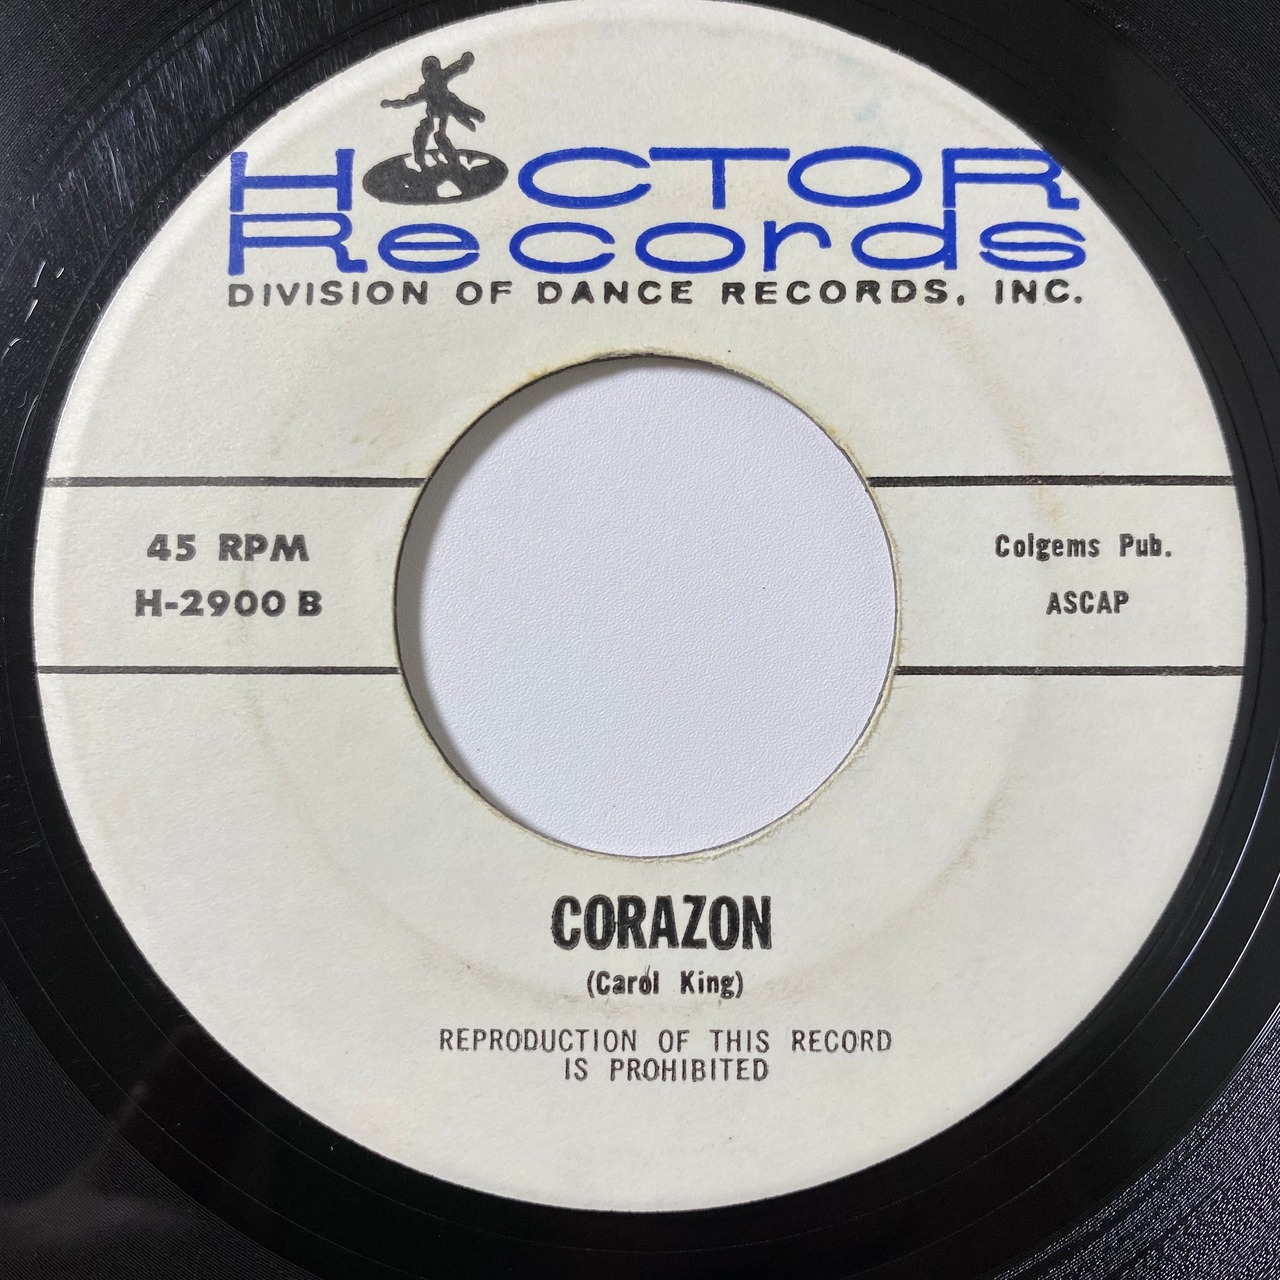 HOCTOR
Records
DIVISION OF DANCE RECORDS, INC.
45 RPM
H-2900 B
Colgems Pub.
ASCAP
CORAZON
(Carol King)
REPRODUCTION OF THIS RECORD
IS PROHIBITED